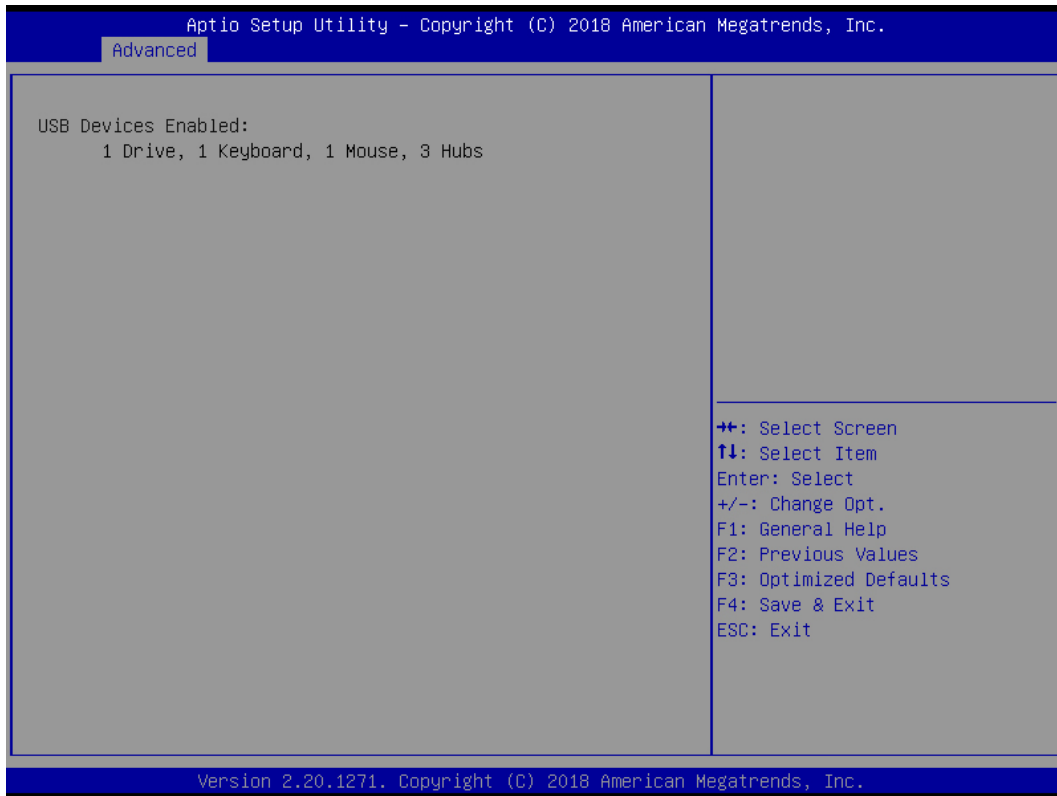 Aptio Setup Utility – Copyright (C) 2018 American Megatrends, Inc.
Advanced
USB Devices Enabled:
1 Drive, 1 Keyboard, 1 Mouse, 3 Hubs
→←: Select Screen
↑↓: Select Item
Enter: Select
+/-: Change Opt.
F1: General Help
F2: Previous Values
F3: Optimized Defaults
F4: Save & Exit
ESC: Exit
Version 2.20.1271. Copyright (C) 2018 American Megatrends, Inc.